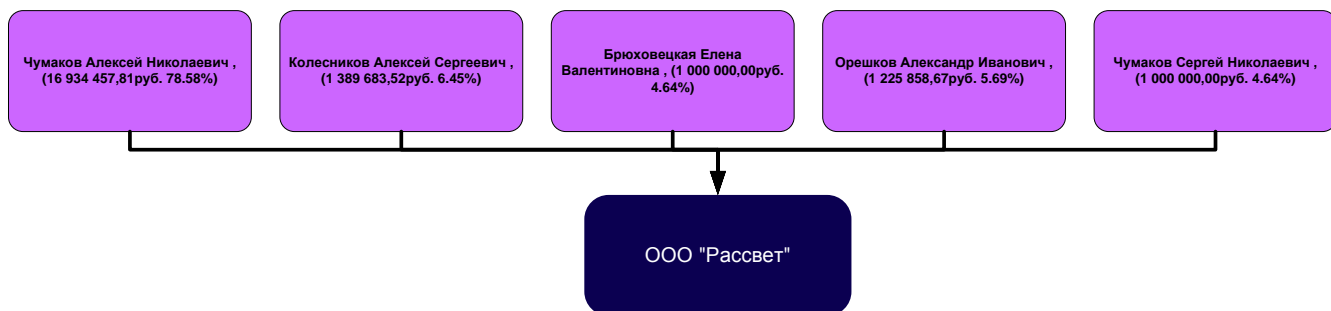 Чумаков Алексей Николаевич ,
(16 934 457,81руб. 78.58%)
Колесников Алексей Сергеевич ,
(1 389 683,52руб. 6.45%)
Брюховецкая Елена
Валентиновна , (1 000 000,00руб.
4.64%)
Орешков Александр Иванович ,
(1 225 858,67руб. 5.69%)
Чумаков Сергей Николаевич ,
(1 000 000,00руб. 4.64%)
ООО "Рассвет"